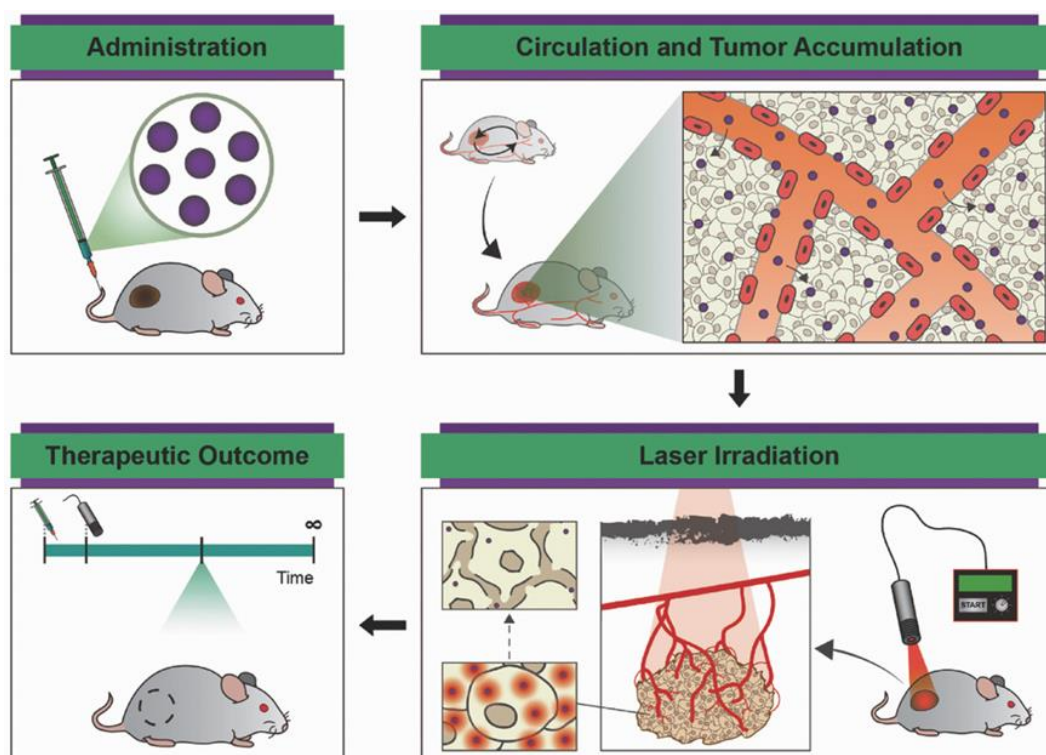 Administration
Circulation and Tumor Accumulation
Therapeutic Outcome
∞
Time
Laser Irradiation
START